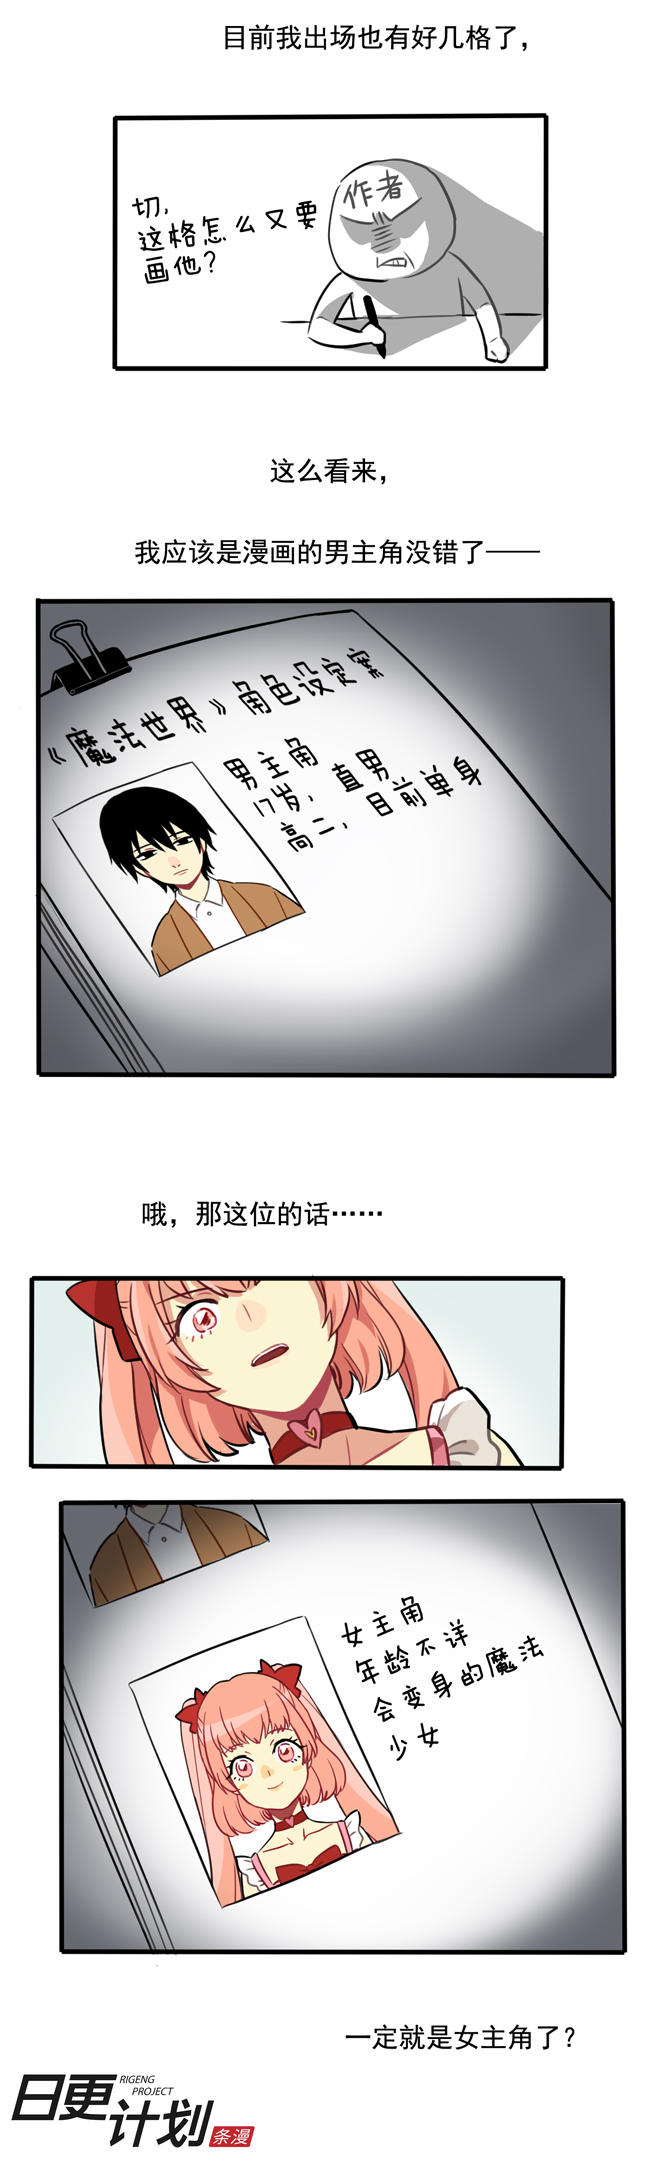 目前我出场也有好几格了，
作者
切，
这格怎么又要
画他？
这么看来，
我应该是漫画的男主角没错了——
《魔法世界》角色设定集
男主角
17岁，直男
高二，目前单身
哦，那这位的话……
女主角
年龄不详
会变身的魔法
少女
一定就是女主角了？
日更计划
RIGENG
PROJECT
条漫